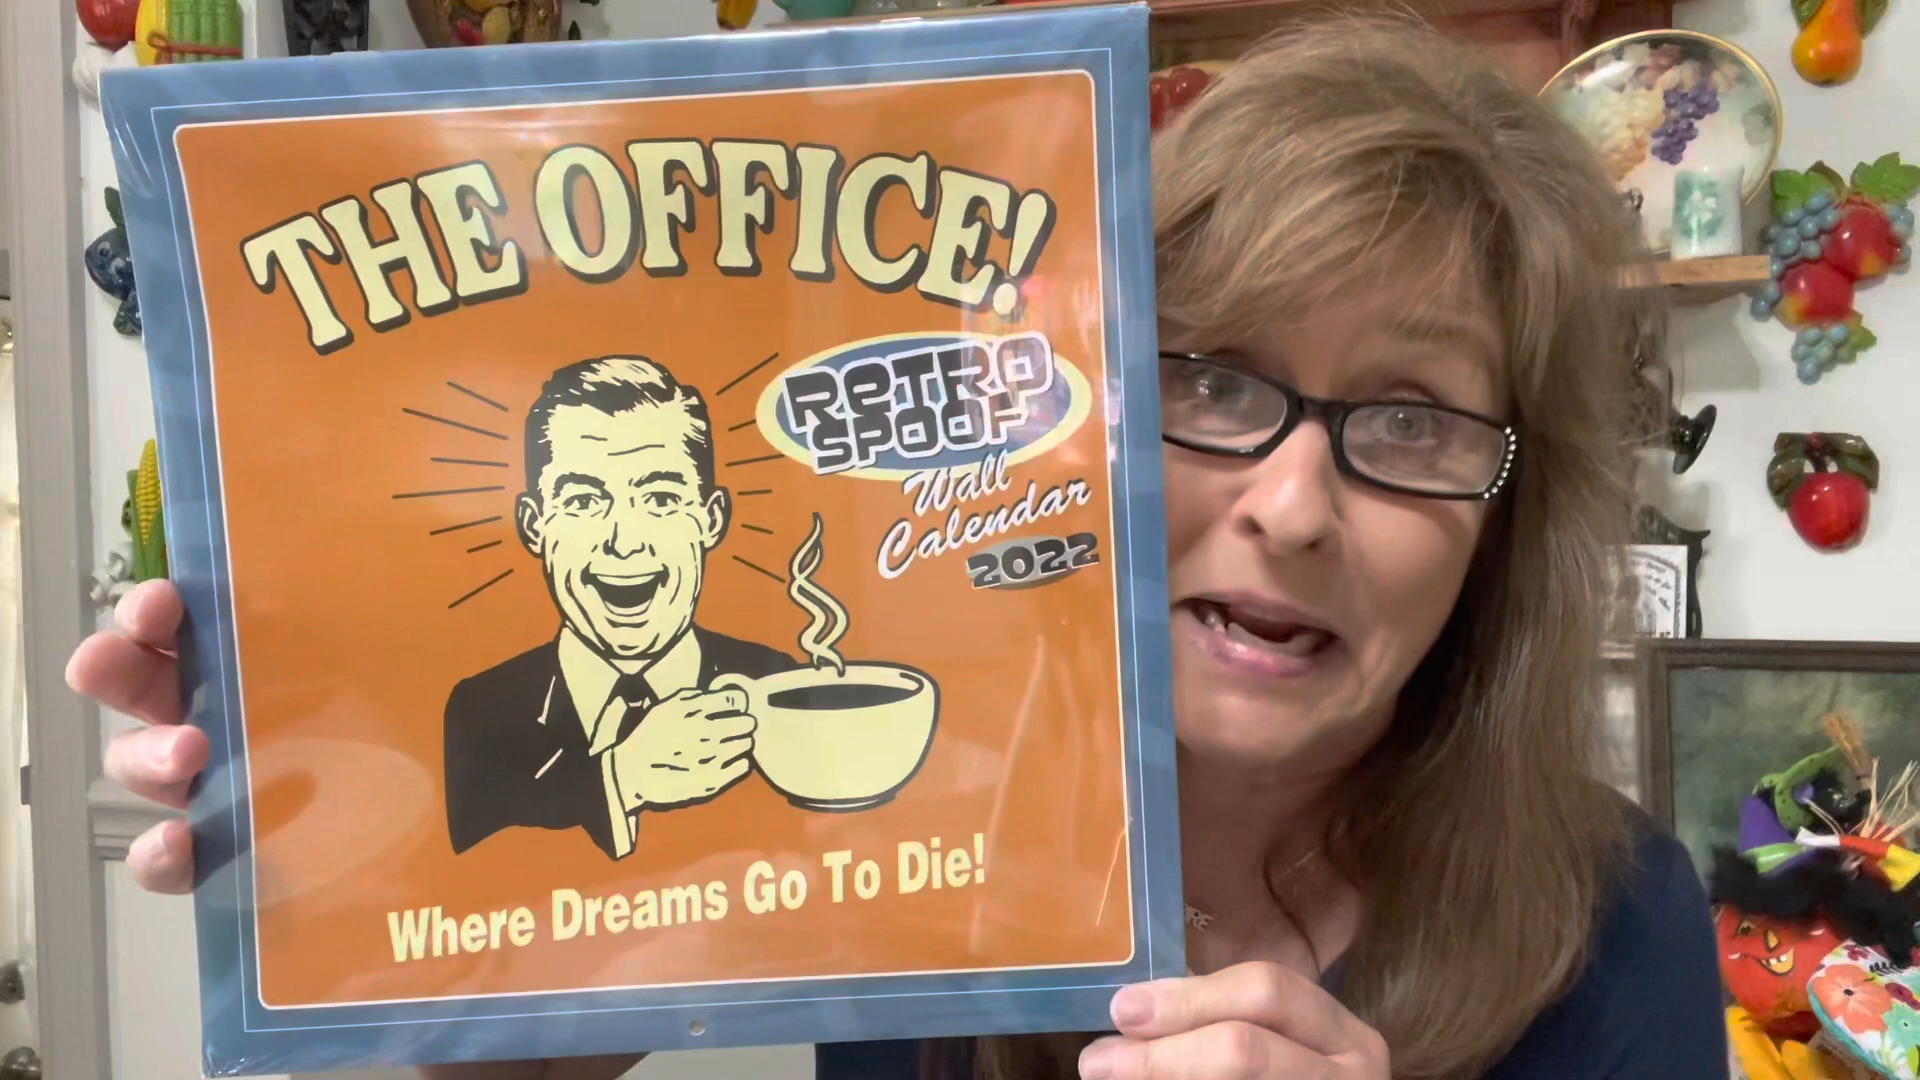 THE OFFICE!
RETRO
SPOOF
Wall
Calendar
2022
Where Dreams Go To Die!